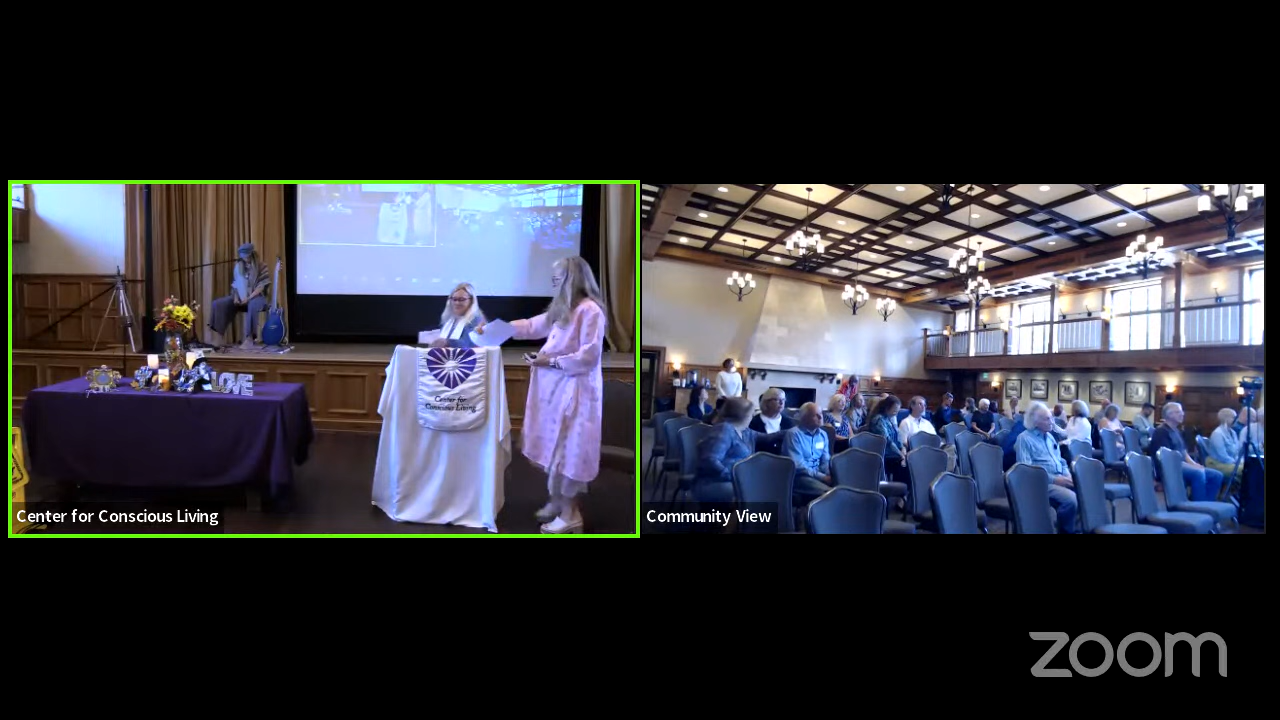 LOVE
Center for
Conscious Living
Center for Conscious Living
Community View
zoom